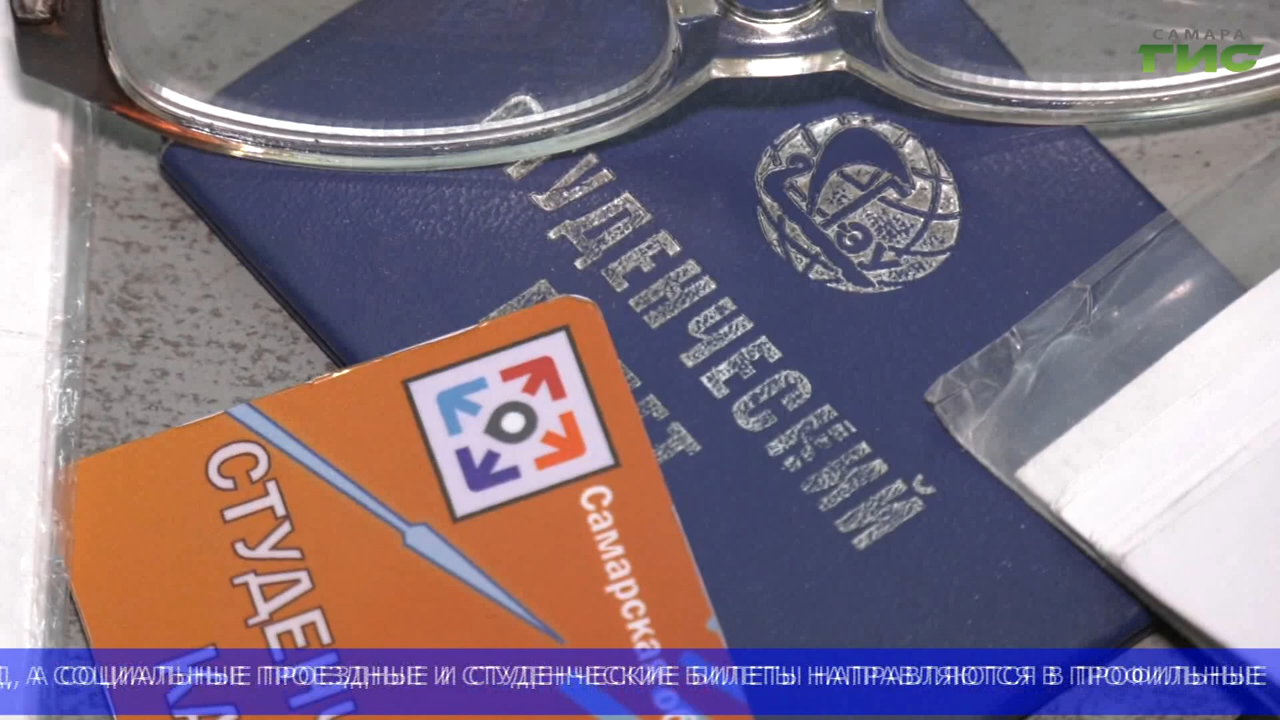 САМАРА
ГИС
СТУДЕНЧЕСКИЙ
Самарская
СТУДЕНЧ
А СОЦИАЛЬНЫЕ ПРОЕЗДНЫЕ И СТУДЕНЧЕСКИЕ БИЛЕТЫ НАПРАВЛЯЮТСЯ В ПРОФИЛЬНЫЕ